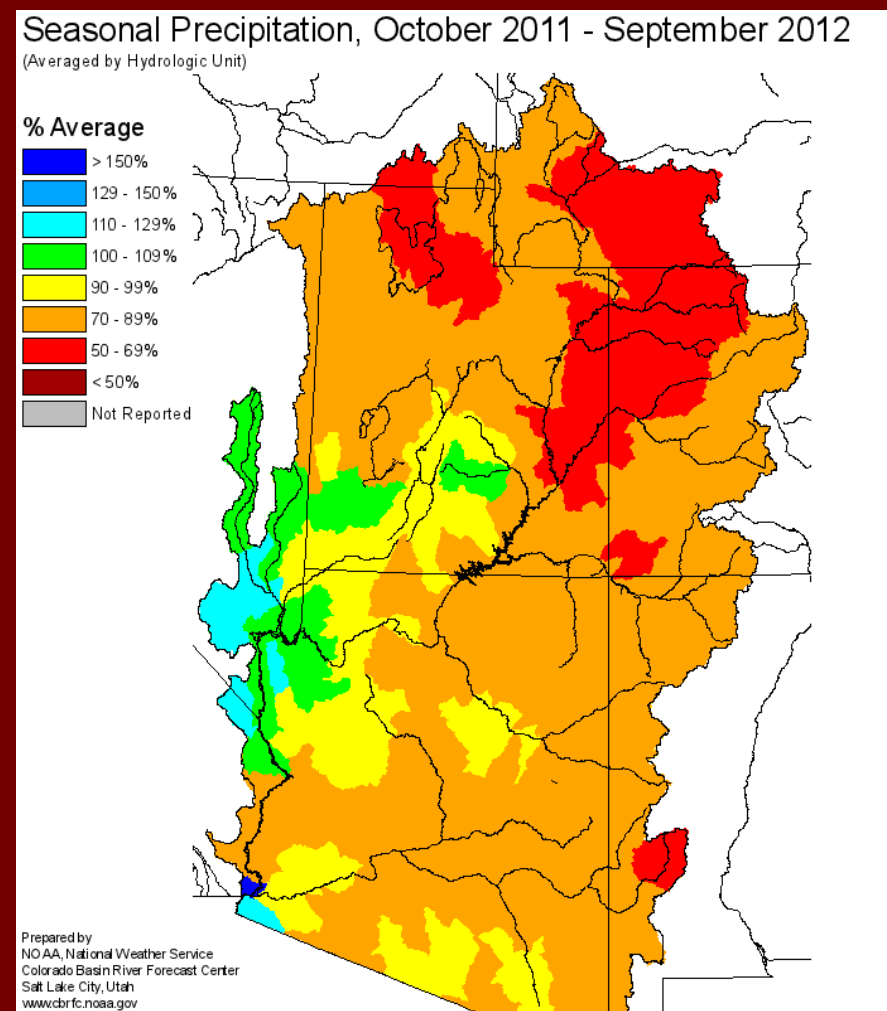 Seasonal Precipitation, October 2011 - September 2012
(Averaged by Hydrologic Unit)
% Average
> 150%
129 - 150%
110 - 129%
100 - 109%
90 - 99%
70 - 89%
50 - 69%
< 50%
Not Reported
Prepared by
NOAA, National Weather Service
Colorado Basin River Forecast Center
Salt Lake City, Utah
www.cbrfc.noaa.gov